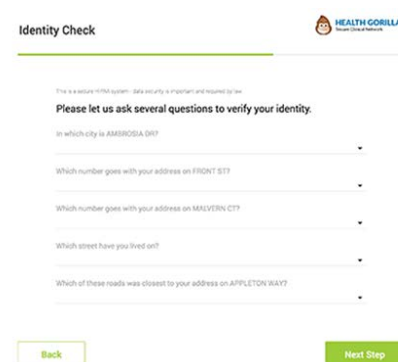 Identity Check
HEALTH GORILLA
Secure Clinical Network
This is a secure HIPAA system - data security is important and required by law
Please let us ask several questions to verify your identity.
In which city is AMBROSIA DR?
Which number goes with your address on FRONT ST?
Which number goes with your address on MALVERN CT?
Which street have you lived on?
Which of these roads was closest to your address on APPLETON WAY?
Back
Next Step